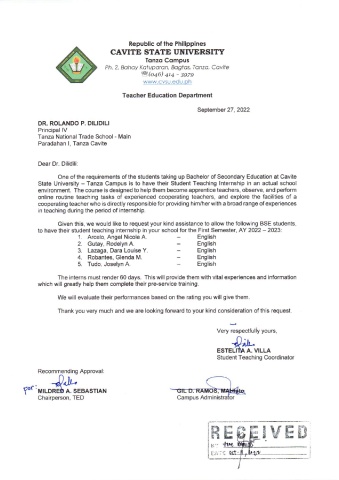 Republic of the Philippines
CAVITE STATE UNIVERSITY
Tanza Campus
Ph. 2, Bahay Katuparan, Bagtas, Tanza, Cavite
☎(046) 414 - 3979
www.cvsu.edu.ph
Teacher Education Department
September 27, 2022
DR. ROLANDO P. DILIDILI
Principal IV
Tanza National Trade School - Main
Paradahan I, Tanza Cavite
Dear Dr. Dilidili:
One of the requirements of the students taking up Bachelor of Secondary Education at Cavite
State University – Tanza Campus is to have their Student Teaching Internship in an actual school
environment. The course is designed to help them become apprentice teachers, observe, and perform
online routine teaching tasks of experienced cooperating teachers, and explore the facilities of a
cooperating teacher who is directly responsible for providing him/her with a broad range of experiences
in teaching during the period of internship.
Given this, we would like to request your kind assistance to allow the following BSE students,
to have their student teaching internship in your school for the First Semester, AY 2022 – 2023:
1. Arcelo, Angel Nicole A. – English
2. Gutay, Rodelyn A. – English
3. Lazaga, Dara Louise Y. – English
4. Robantes, Glenda M. – English
5. Tudo, Joselyn A. – English
The interns must render 60 days. This will provide them with vital experiences and information
which will greatly help them complete their pre-service training.
We will evaluate their performances based on the rating you will give them.
Thank you very much and we are looking forward to your kind consideration of this request.
Very respectfully yours,
ESTELITA A. VILLA
Student Teaching Coordinator
Recommending Approval:
por: MILDRED A. SEBASTIAN
Chairperson, TED
GIL D. RAMOS,
Campus Administrator
RECEIVED
BY
DATE